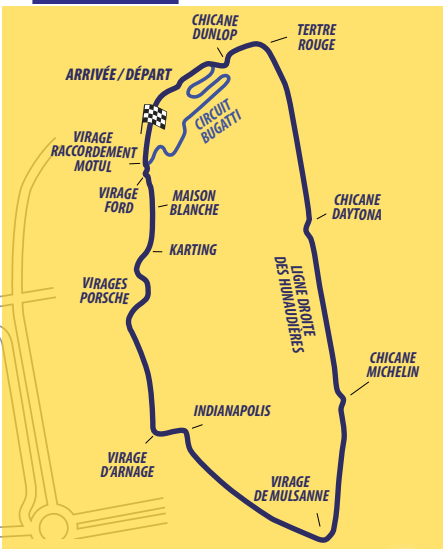 CHICANE
DUNLOP
TERTRE
ROUGE
ARRIVÉE / DÉPART
CIRCUIT
BUGATTI
VIRAGE
RACCORDEMENT
MOTUL
VIRAGE
FORD
MAISON
BLANCHE
CHICANE
DAYTONA
KARTING
LIGNE DROITE
DES HUNAUDIÈRES
VIRAGES
PORSCHE
CHICANE
MICHELIN
INDIANAPOLIS
VIRAGE
D'ARNAGE
VIRAGE
DE MULSANNE